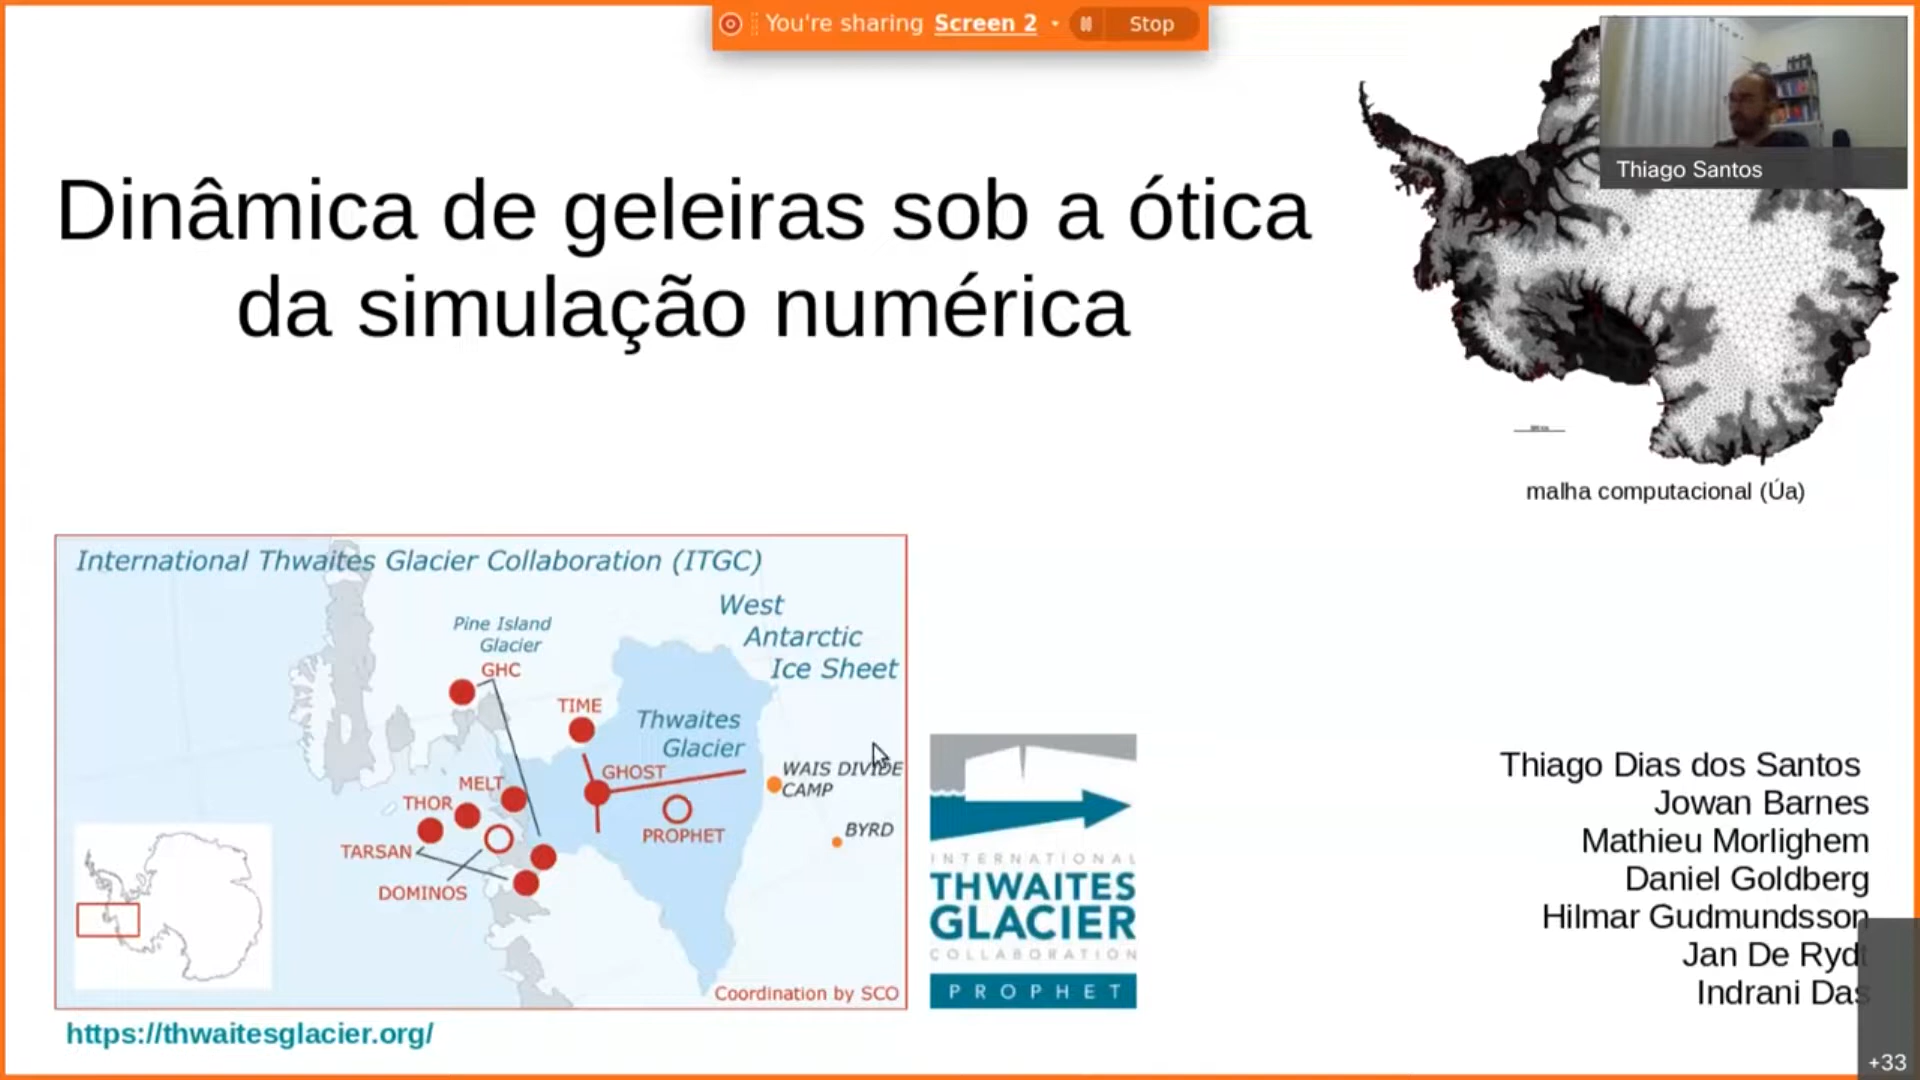 You're sharing Screen 2 Stop
Thiago Santos
Dinâmica de geleiras sob a ótica
da simulação numérica
malha computacional (Úa)
International Thwaites Glacier Collaboration (ITGC)
West
Antarctic
Ice Sheet
Pine Island
Glacier
GHC
TIME
Thwaites
Glacier
GHOST
WAIS DIVIDE
CAMP
MELT
THOR
PROPHET
BYRD
TARSAN
DOMINOS
Coordination by SCO
https://thwaitesglacier.org/
INTERNATIONAL
THWAITES
GLACIER
COLLABORATION
PROPHET
Thiago Dias dos Santos
Jowan Barnes
Mathieu Morlighem
Daniel Goldberg
Hilmar Gudmundsson
Jan De Rydt
Indrani Das
+33